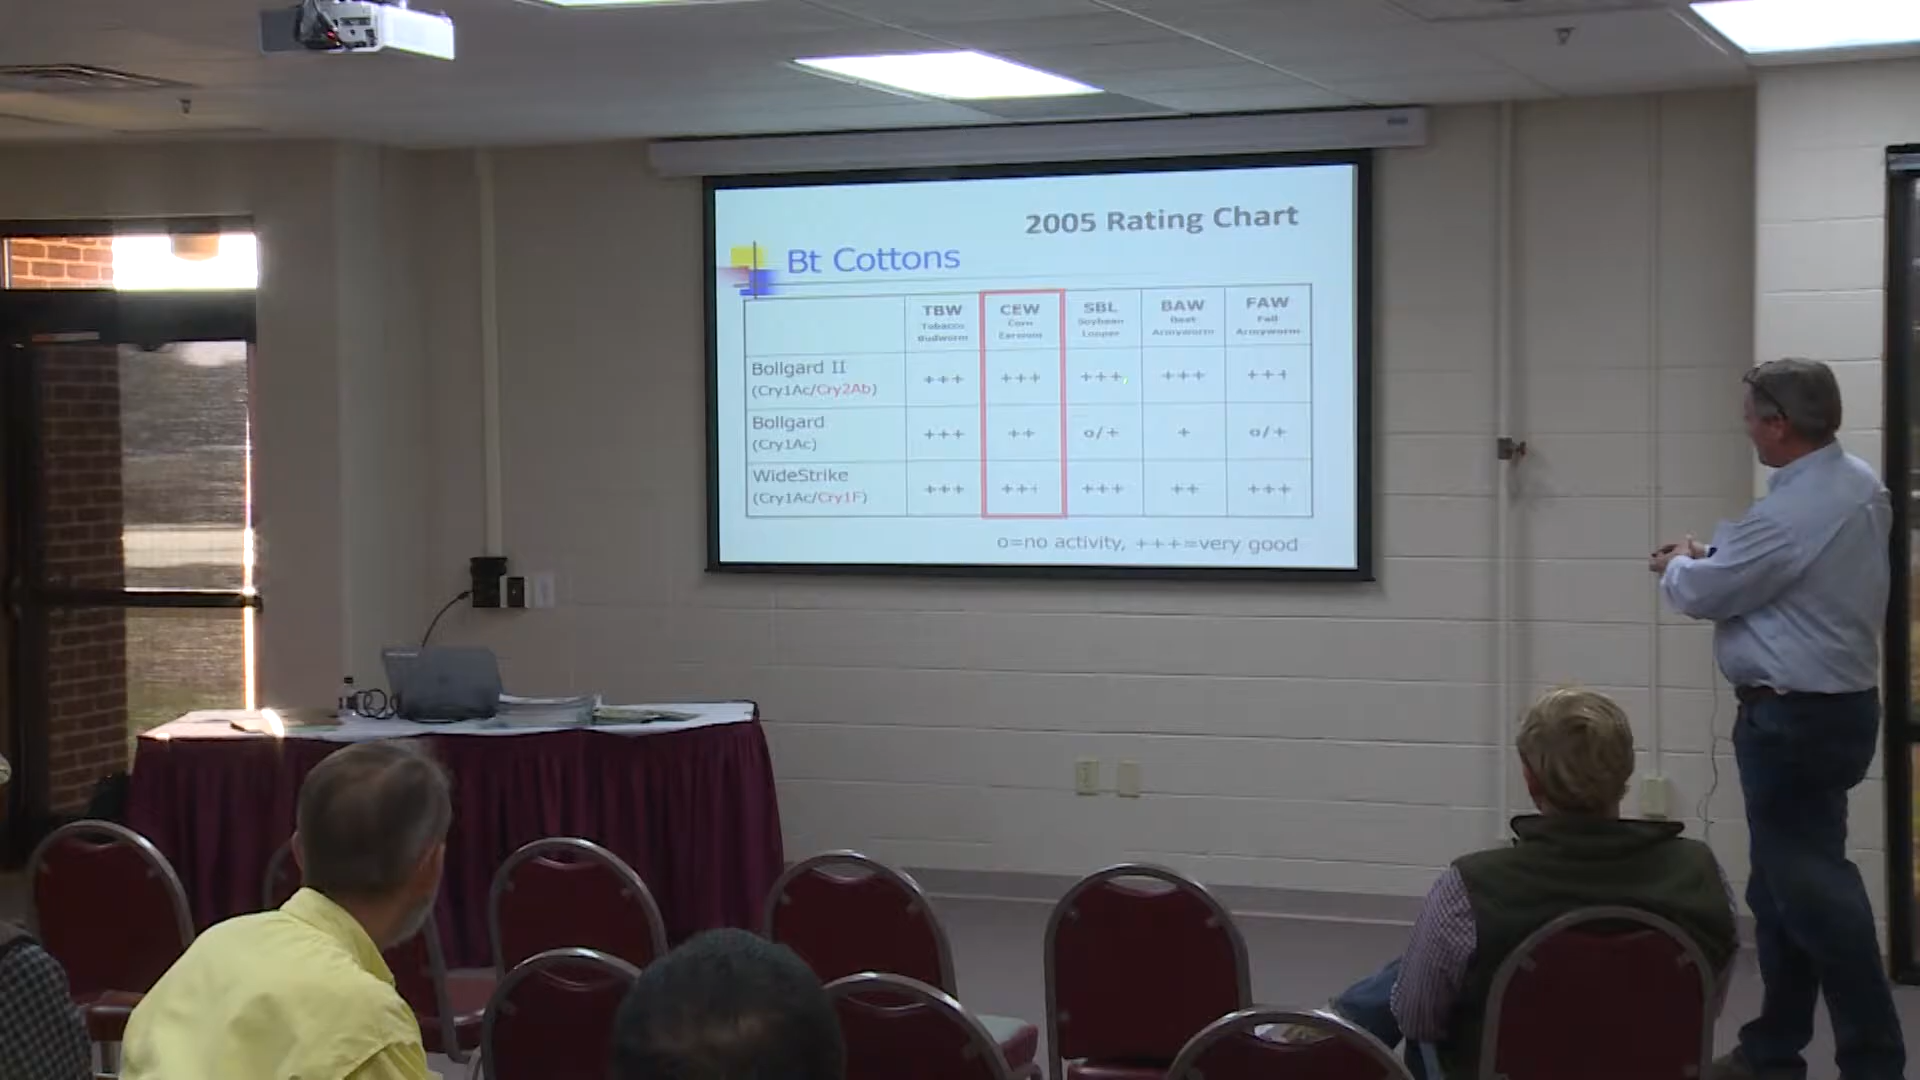 2005 Rating Chart
Bt Cottons
TBW CEW SBL BAW FAW
Tobacco Corn Soybean Beet Fall
Budworm Earworm Looper Armyworm Armyworm
Bollgard II
(Cry1Ac/Cry2Ab) +++ +++ +++ +++ +++
Bollgard
(Cry1Ac) +++ ++ o/+ + o/+
WideStrike
(Cry1Ac/Cry1F) +++ +++ +++ ++ +++
o=no activity, +++=very good